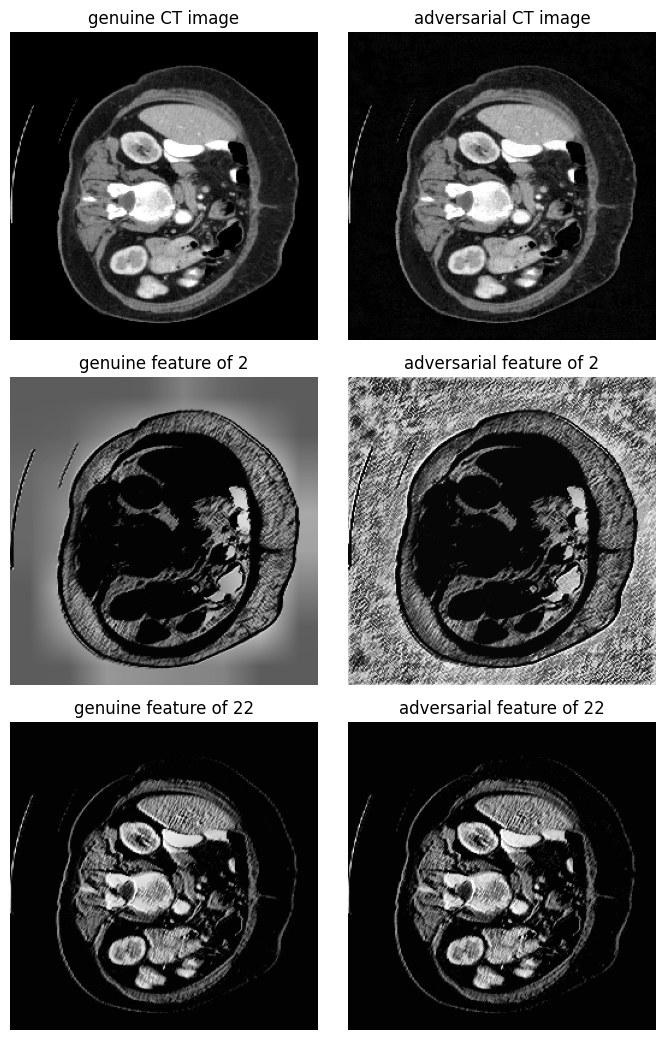 genuine CT image
adversarial CT image
genuine feature of 2
adversarial feature of 2
genuine feature of 22
adversarial feature of 22